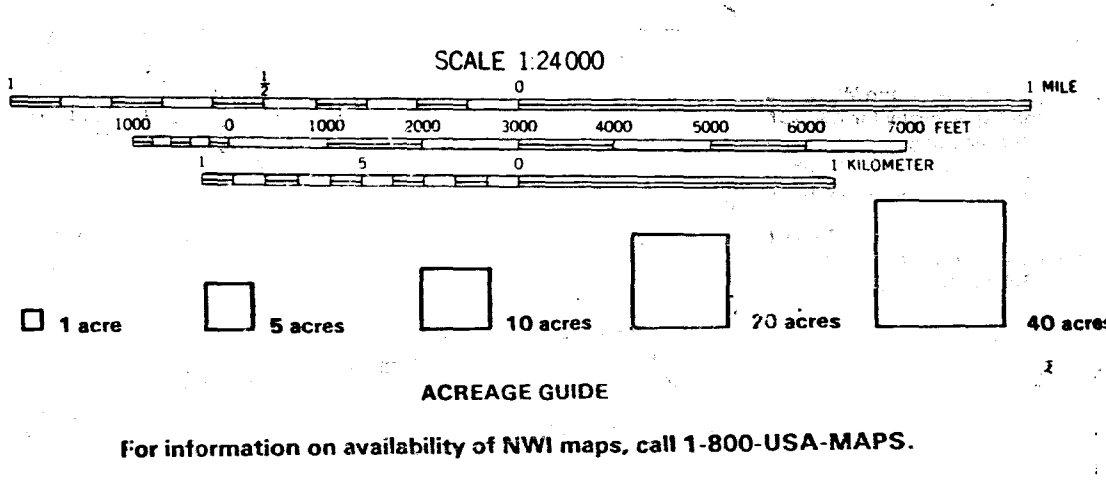 SCALE 1:24 000
1 ½ 0 1 MILE
1000 0 1000 2000 3000 4000 5000 6000 7000 FEET
1 5 0 1 KILOMETER
1 acre 5 acres 10 acres 20 acres 40 acres
ACREAGE GUIDE
For information on availability of NWI maps, call 1-800-USA-MAPS.